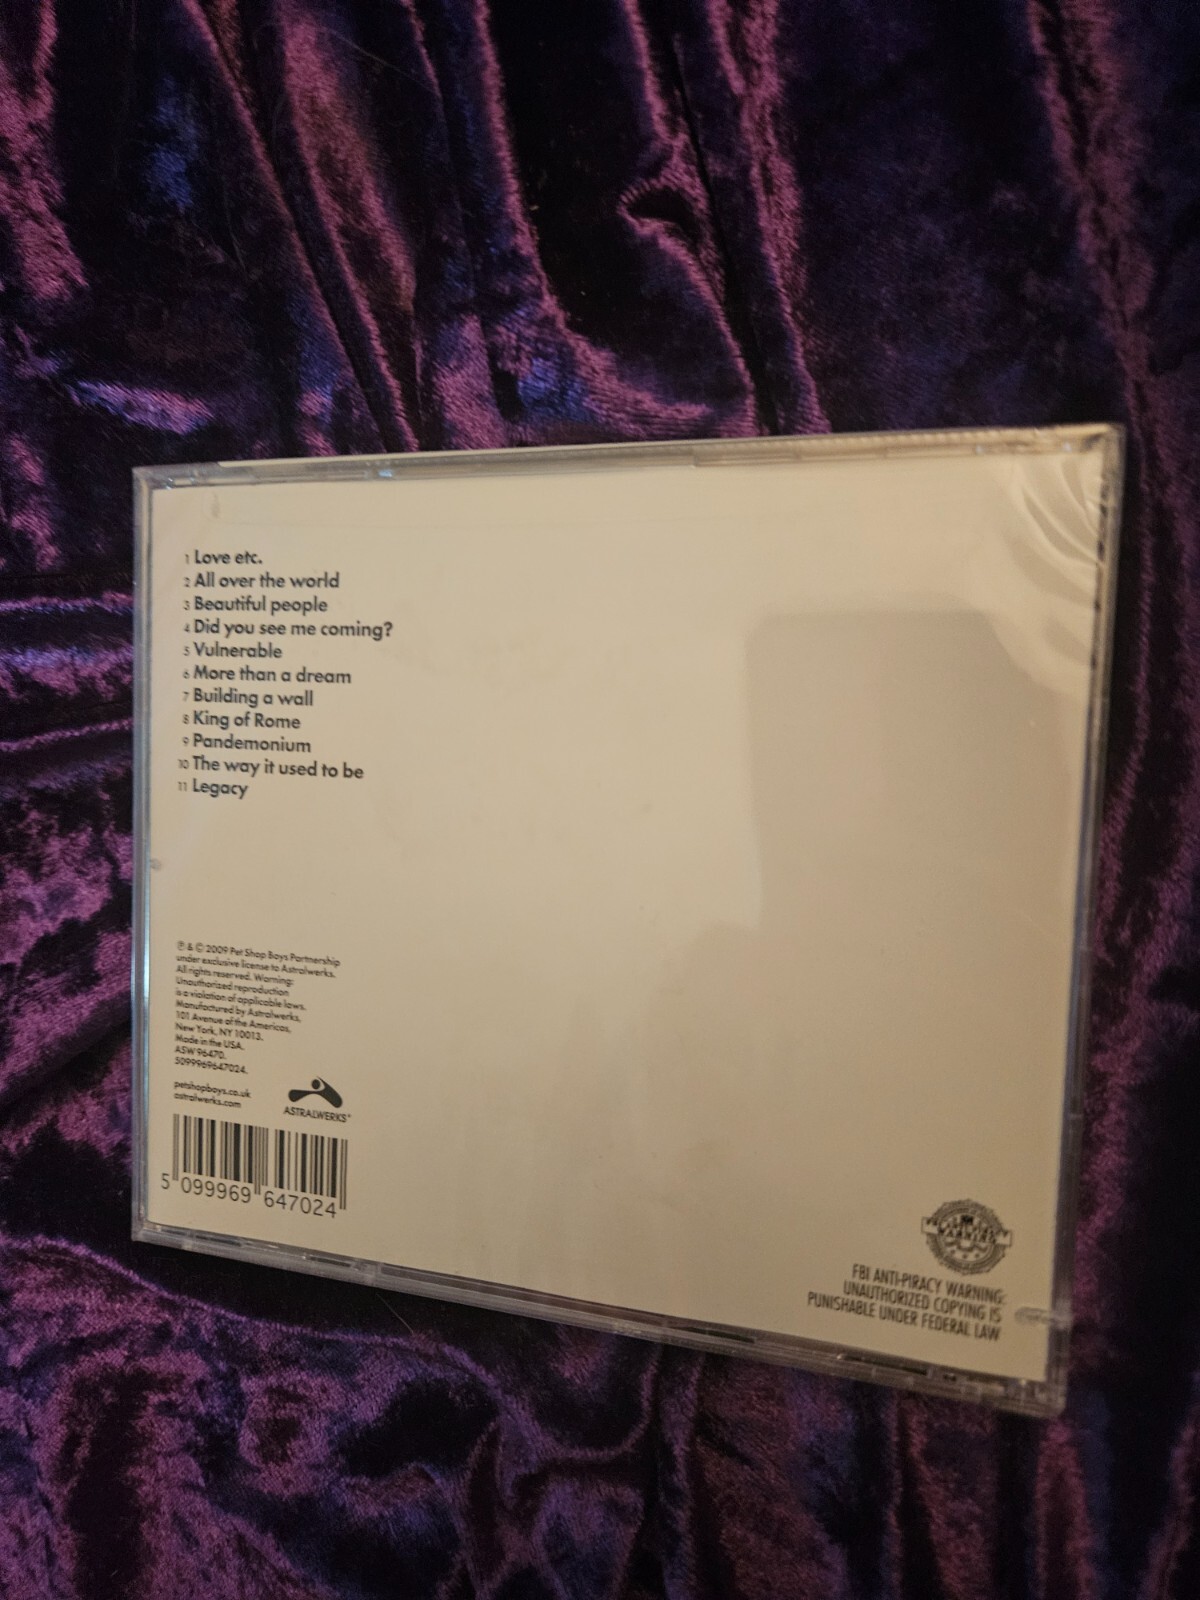 1 Love etc.
2 All over the world
3 Beautiful people
4 Did you see me coming?
5 Vulnerable
6 More than a dream
7 Building a wall
8 King of Rome
9 Pandemonium
10 The way it used to be
11 Legacy
℗ & © 2009 Pet Shop Boys Partnership
under exclusive license to Astralwerks.
All rights reserved. Warning:
Unauthorized reproduction
is a violation of applicable laws.
Manufactured by Astralwerks,
101 Avenue of the Americas,
New York, NY 10013.
Made in the USA.
ASW 96470.
5099969647024.
petshopboys.co.uk
astralwerks.com
ASTRALWERKS
5 099969 647024
FBI ANTI-PIRACY WARNING:
UNAUTHORIZED COPYING IS
PUNISHABLE UNDER FEDERAL LAW